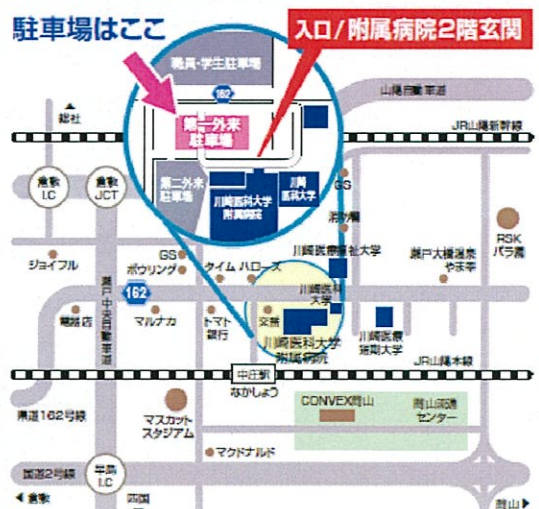 駐車場はここ
入口/附属病院2階玄関
職員・学生駐車場
162
山陽自動車道
総社
JR山陽新幹線
第二外来
駐車場
倉敷
I.C
倉敷
JCT
第二外来
駐車場
川崎医科大学
附属病院
川崎
医科大学
GS
消防署
RSK
バラ園
川崎医療福祉大学
ジョイフル
GS
ボウリング
タイム
ハローズ
瀬戸大橋温泉
やま幸
162
瀬戸中央自動車道
川崎医科
大学
電器店
マルナカ
トマト
銀行
交番
川崎医科大学
附属病院
川崎医療
短期大学
中庄駅
なかしょう
JR山陽本線
県道162号線
マスカット
スタジアム
CONVEX岡山
岡山流通
センター
マクドナルド
国道2号線
早島
I.C
倉敷
四国
岡山